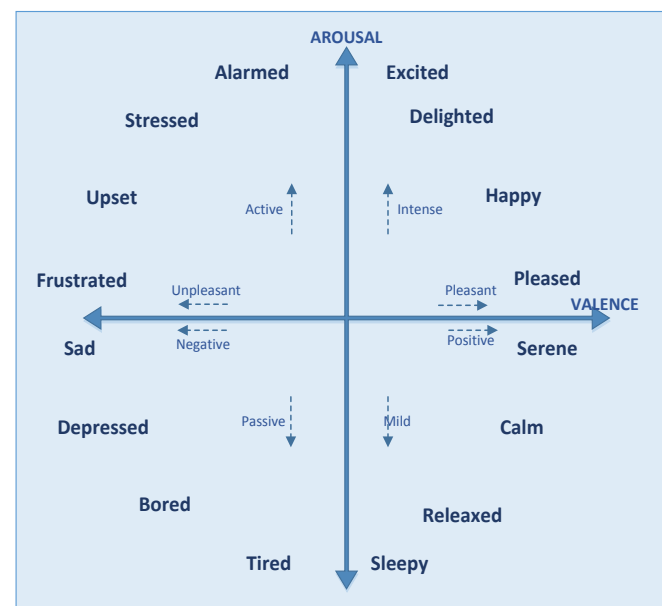 AROUSAL
Alarmed
Excited
Stressed
Delighted
Upset
Happy
Active
Intense
Frustrated
Unpleasant
Pleasant
Pleased
VALENCE
Sad
Negative
Positive
Serene
Depressed
Passive
Mild
Calm
Bored
Releaxed
Tired
Sleepy